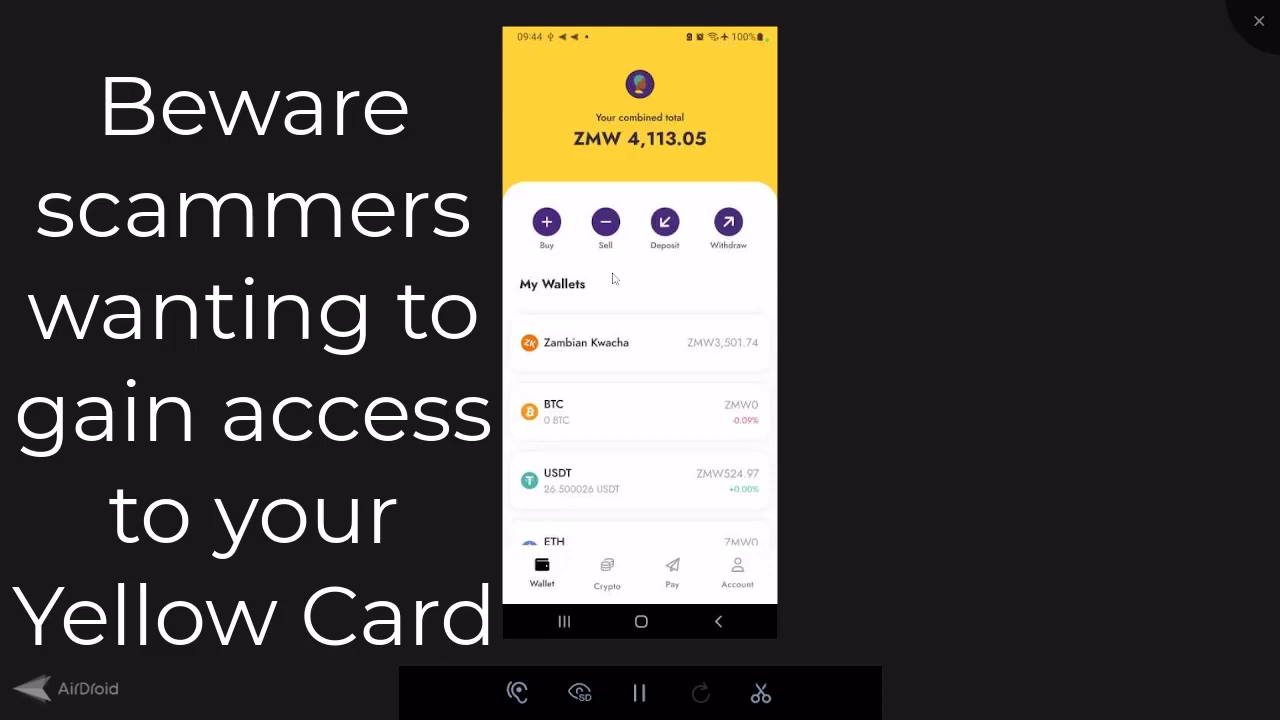 Beware
scammers
wanting to
gain access
to your
Yellow Card
09:44
100%
Your combined total
ZMW 4,113.05
Buy
Sell
Deposit
Withdraw
My Wallets
ZK
Zambian Kwacha
ZMW3,501.74
BTC
ZMW0
0 BTC
-0.09%
USDT
ZMW524.97
26.500026 USDT
+0.00%
ETH
ZMW0
Wallet
Crypto
Pay
Account
AirDroid
SD